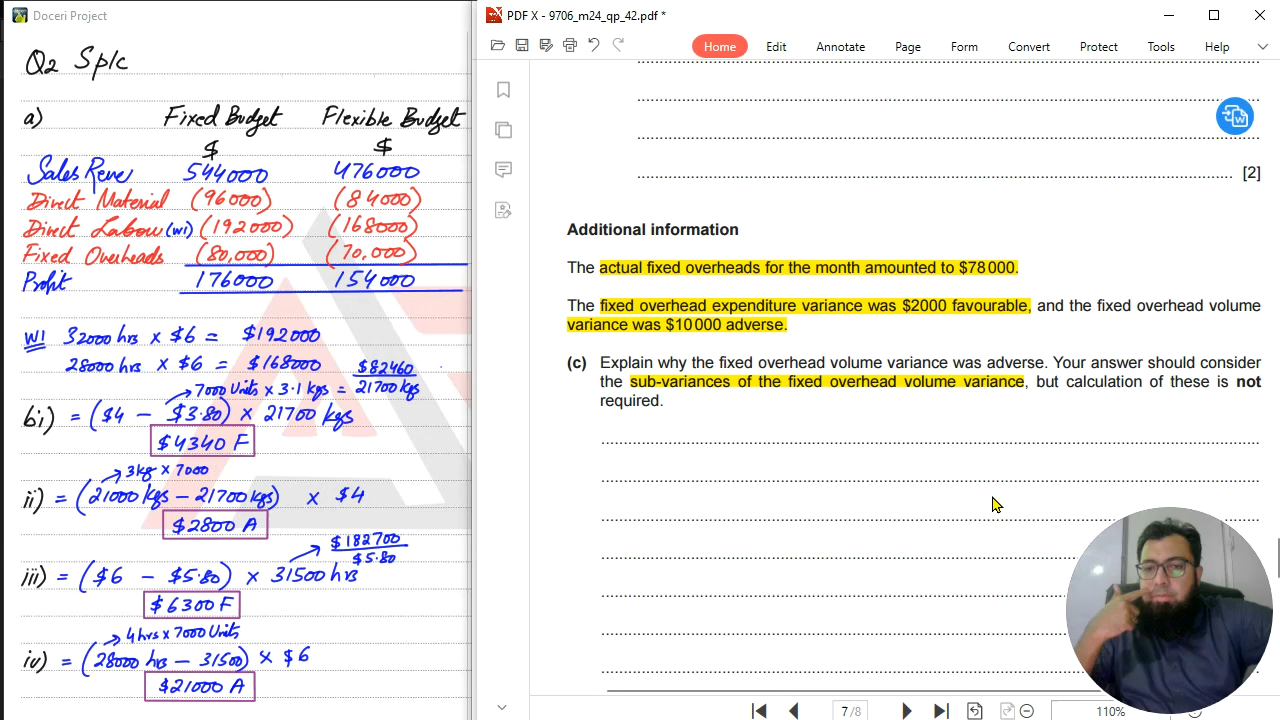 Doceri Project
Q2 Splc
a) Fixed Budget Flexible Budget
$ $
Sales Reve 544000 476000
Direct Material (96000) (84000)
Direct Labour (W1) (192000) (168000)
Fixed Overheads (80,000) (70,000)
Profit 176000 154000
W1 32000 hrs x $6 = $192000
28000 hrs x $6 = $168000 $82460
7000 Units x 3.1 kgs = 21700 kgs
bi) = ($4 - $3.80) x 21700 kgs
$4340 F
3kg x 7000
ii) = (21000 kgs - 21700 kgs) x $4
$2800 A
$182700
$5.80
iii) = ($6 - $5.80) x 31500 hrs
$6300 F
4 hrs x 7000 Units
iv) = (28000 hrs - 31500) x $6
$21000 A
PDF X - 9706_m24_qp_42.pdf *
Home Edit Annotate Page Form Convert Protect Tools Help
W
[2]
Additional information
The actual fixed overheads for the month amounted to $78 000.
The fixed overhead expenditure variance was $2000 favourable, and the fixed overhead volume
variance was $10 000 adverse.
(c) Explain why the fixed overhead volume variance was adverse. Your answer should consider
the sub-variances of the fixed overhead volume variance, but calculation of these is not
required.
7/8
110%